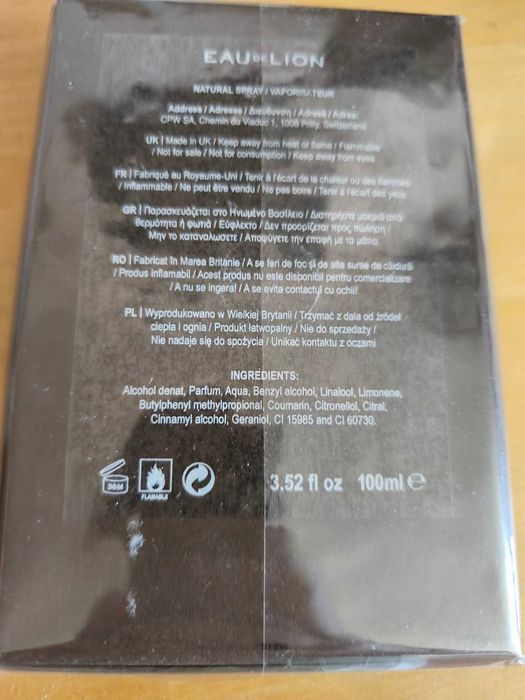 EAU DE LION
NATURAL SPRAY / VAPORISATEUR
Address / Adresse / Διεύθυνση / Adresă / Adres:
CPW SA, Chemin du Viaduc 1, 1008 Prilly, Switzerland
UK | Made in UK / Keep away from heat or flame / Flammable
/ Not for sale / Not for consumption / Keep away from eyes
FR | Fabriqué au Royaume-Uni / Tenir à l'écart de la chaleur ou des flammes
/ Inflammable / Ne peut être vendu / Ne pas boire / Tenir à l'écart des yeux
GR | Παρασκευάζεται στο Ηνωμένο Βασίλειο / Διατηρήστε μακριά από
θερμότητα ή φωτιά / Εύφλεκτο / Δεν προορίζεται προς πώληση /
Μην το καταναλώσετε / Αποφύγετε την επαφή με τα μάτια.
RO | Fabricat în Marea Britanie / A se feri de foc și de alte surse de căldură
/ Produs inflamabil / Acest produs nu este disponibil pentru comercializare
/ A nu se ingera! / A se evita contactul cu ochii!
PL | Wyprodukowano w Wielkiej Brytanii / Trzymać z dala od źródeł
ciepła i ognia / Produkt łatwopalny / Nie do sprzedaży /
Nie nadaje się do spożycia / Unikać kontaktu z oczami
INGREDIENTS:
Alcohol denat, Parfum, Aqua, Benzyl alcohol, Linalool, Limonene,
Butylphenyl methylpropional, Coumarin, Citronellol, Citral,
Cinnamyl alcohol, Geraniol, CI 15985 and CI 60730.
36M
FLAMABLE
3.52 fl oz 100ml ℮